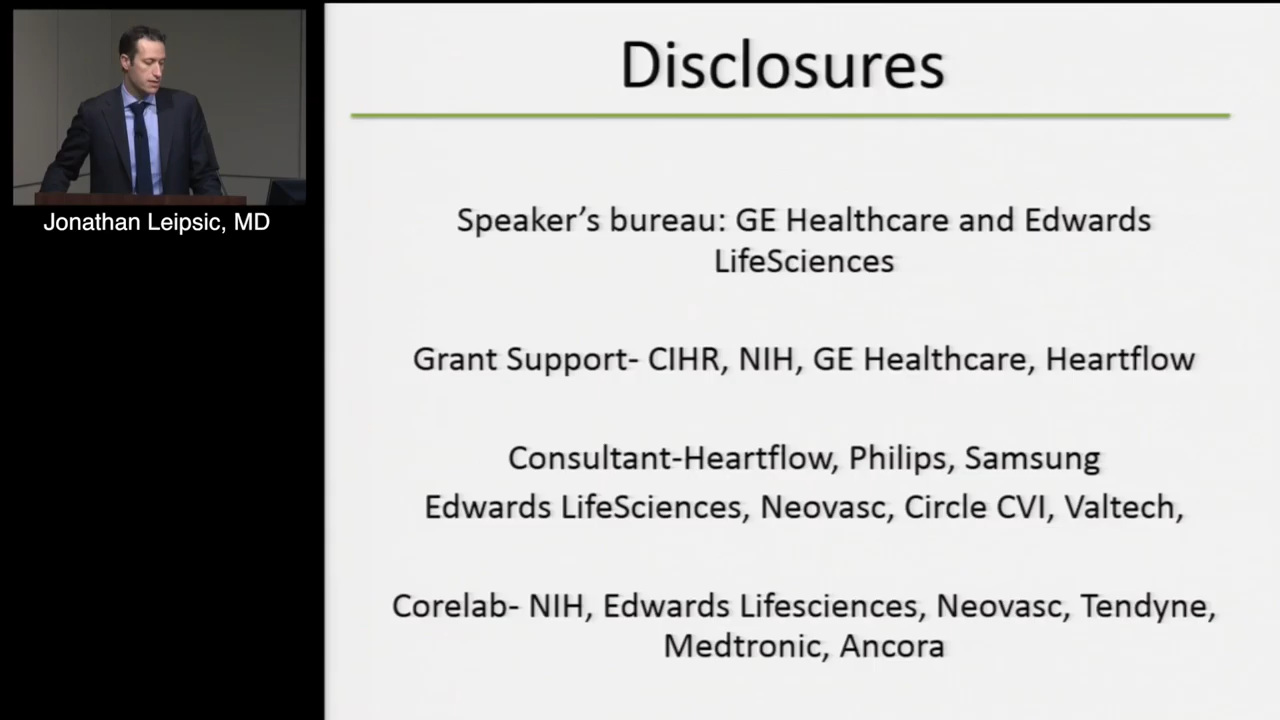 Disclosures
Jonathan Leipsic, MD
Speaker’s bureau: GE Healthcare and Edwards
LifeSciences
Grant Support- CIHR, NIH, GE Healthcare, Heartflow
Consultant-Heartflow, Philips, Samsung
Edwards LifeSciences, Neovasc, Circle CVI, Valtech,
Corelab- NIH, Edwards Lifesciences, Neovasc, Tendyne,
Medtronic, Ancora